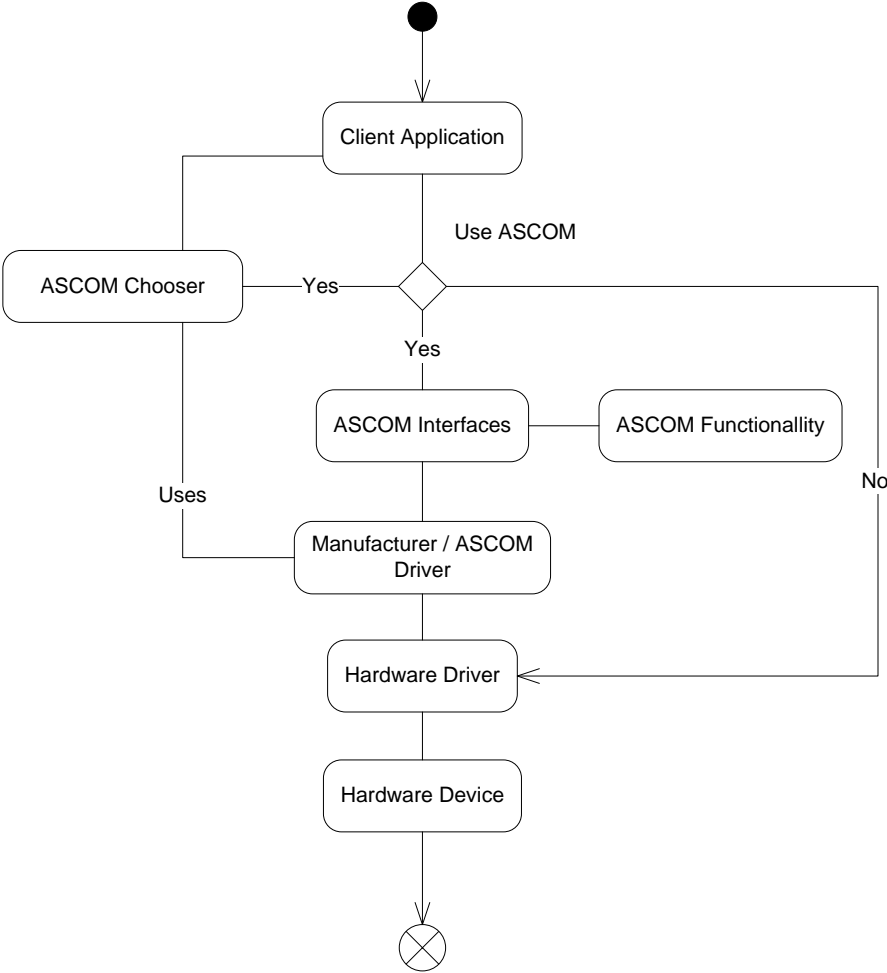 Client Application
Use ASCOM
ASCOM Chooser
Yes
Yes
ASCOM Interfaces
ASCOM Functionallity
No
Uses
Manufacturer / ASCOM
Driver
Hardware Driver
Hardware Device